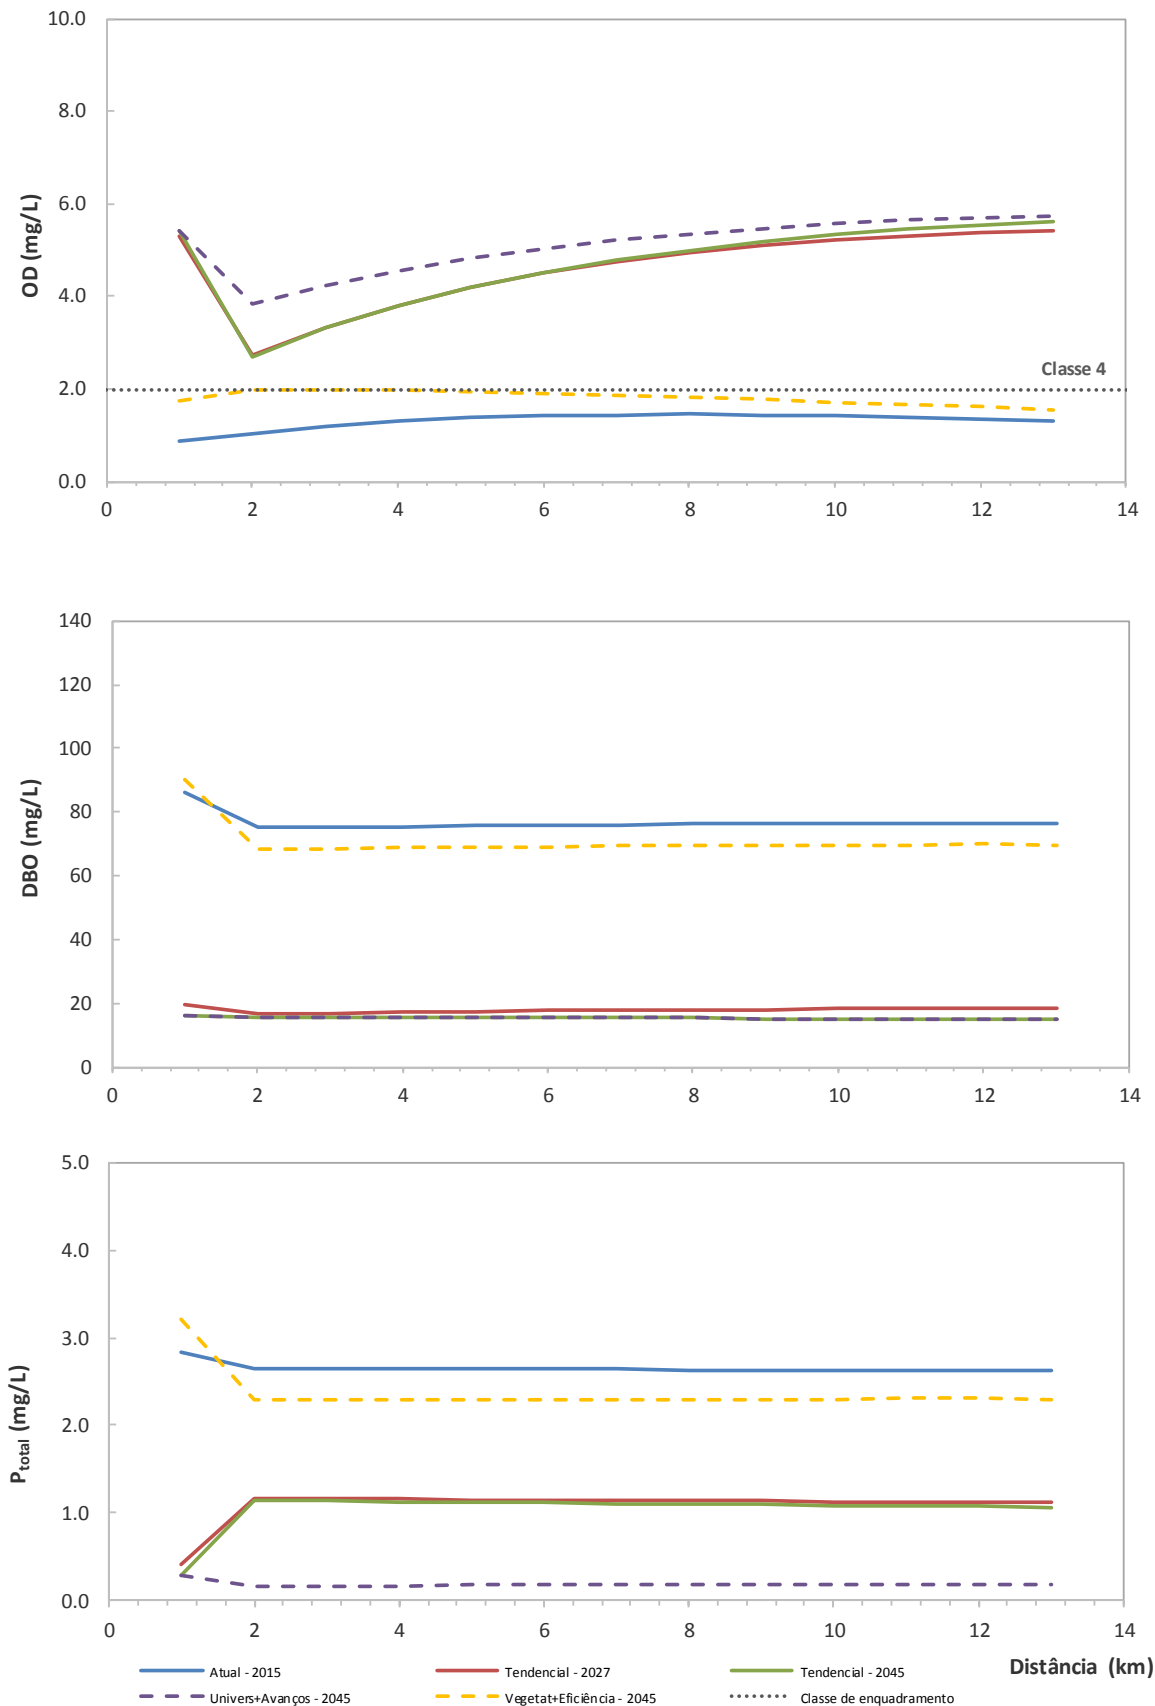 10.0
8.0
6.0
4.0
2.0
0.0
OD (mg/L)
Classe 4
0 2 4 6 8 10 12 14
140
120
100
80
60
40
20
0
DBO (mg/L)
0 2 4 6 8 10 12 14
5.0
4.0
3.0
2.0
1.0
0.0
Ptotal (mg/L)
0 2 4 6 8 10 12 14
Distância (km)
Atual - 2015 Tendencial - 2027 Tendencial - 2045
Univers+Avanços - 2045 Vegetat+Eficiência - 2045 Classe de enquadramento